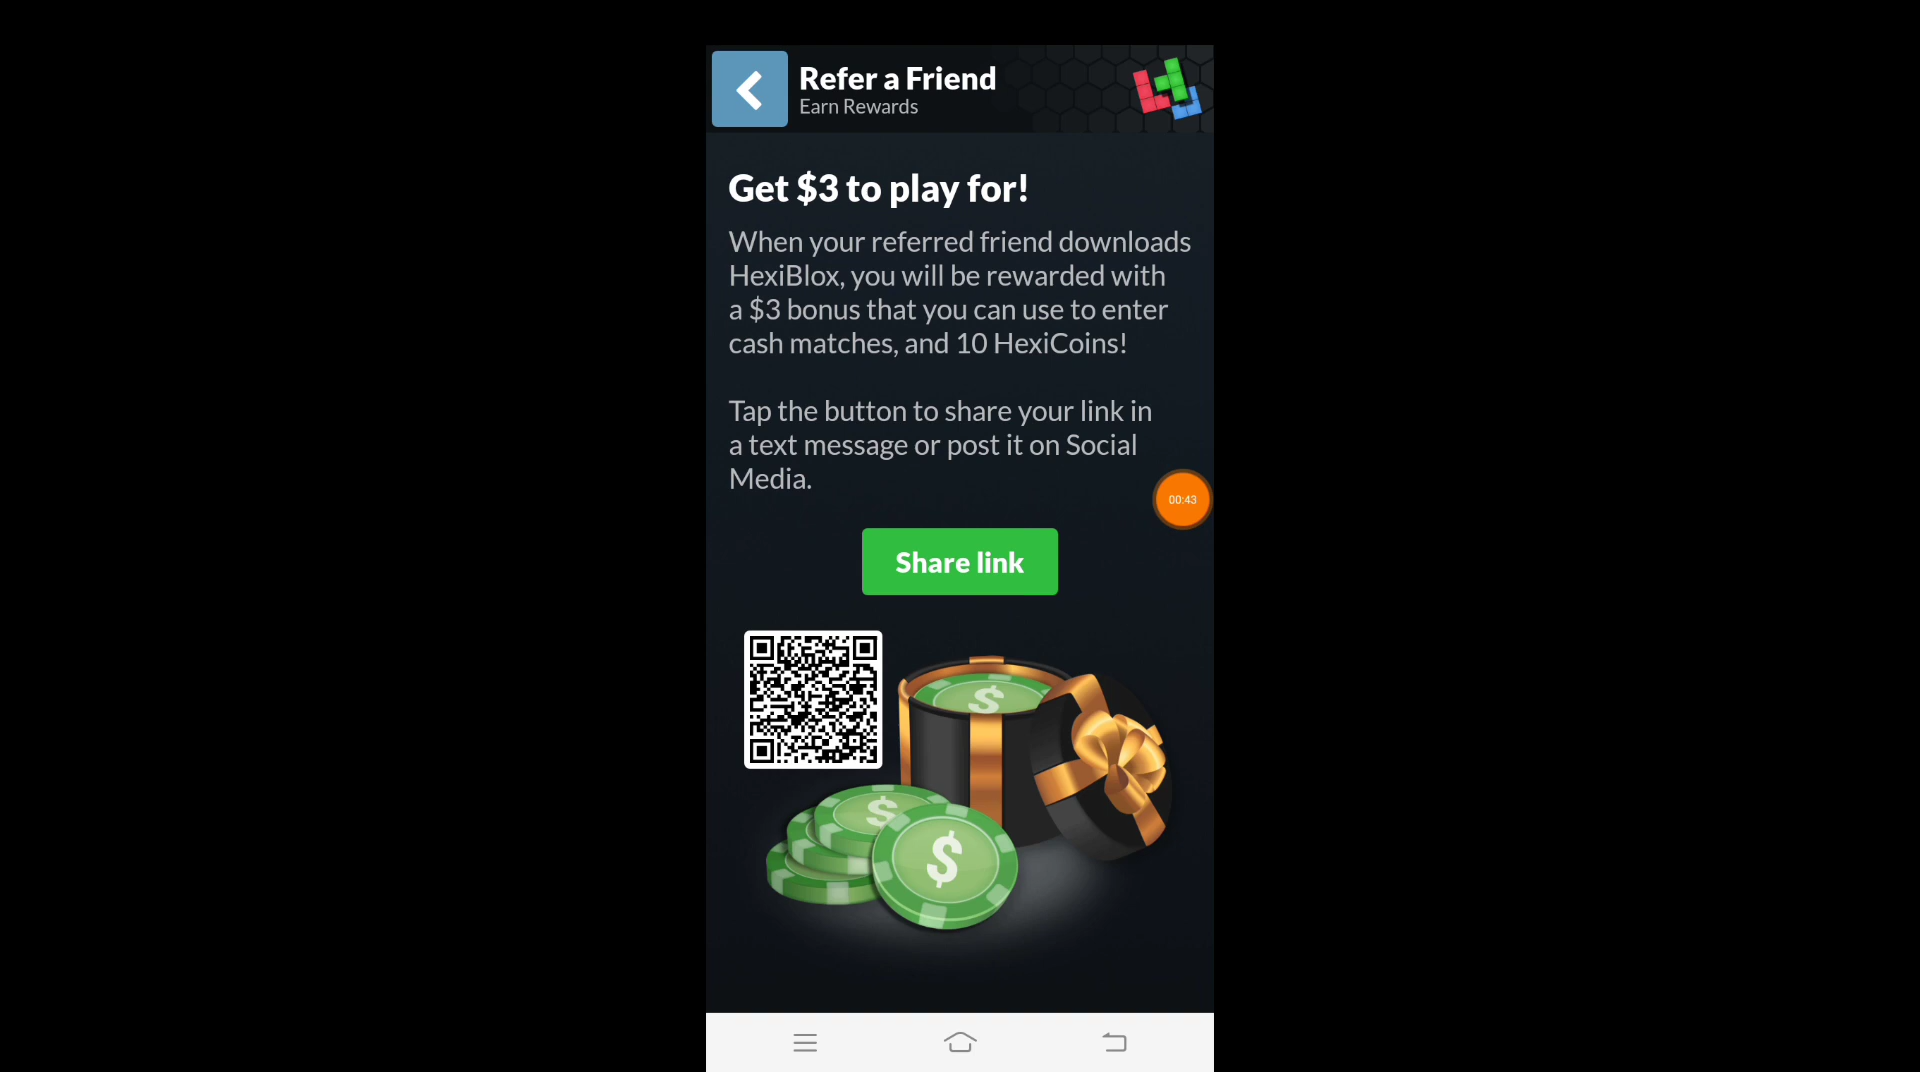 Refer a Friend
Earn Rewards
Get $3 to play for!
When your referred friend downloads
HexiBlox, you will be rewarded with
a $3 bonus that you can use to enter
cash matches, and 10 HexiCoins!
Tap the button to share your link in
a text message or post it on Social
Media.
00:43
Share link
$
$
$